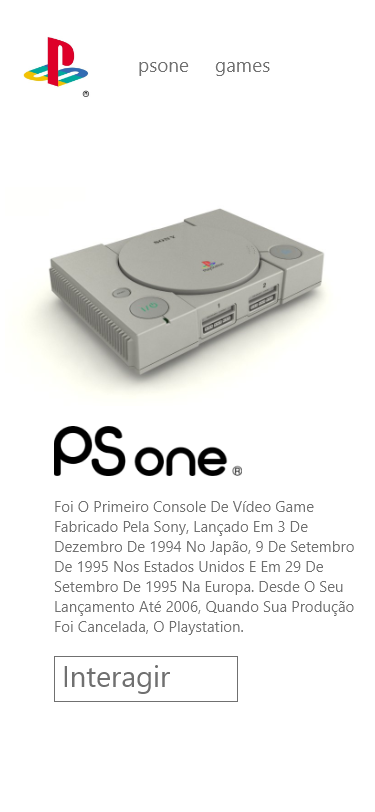 psone games
SONY
1 2
PS one ®
Foi O Primeiro Console De Vídeo Game
Fabricado Pela Sony, Lançado Em 3 De
Dezembro De 1994 No Japão, 9 De Setembro
De 1995 Nos Estados Unidos E Em 29 De
Setembro De 1995 Na Europa. Desde O Seu
Lançamento Até 2006, Quando Sua Produção
Foi Cancelada, O Playstation.
Interagir